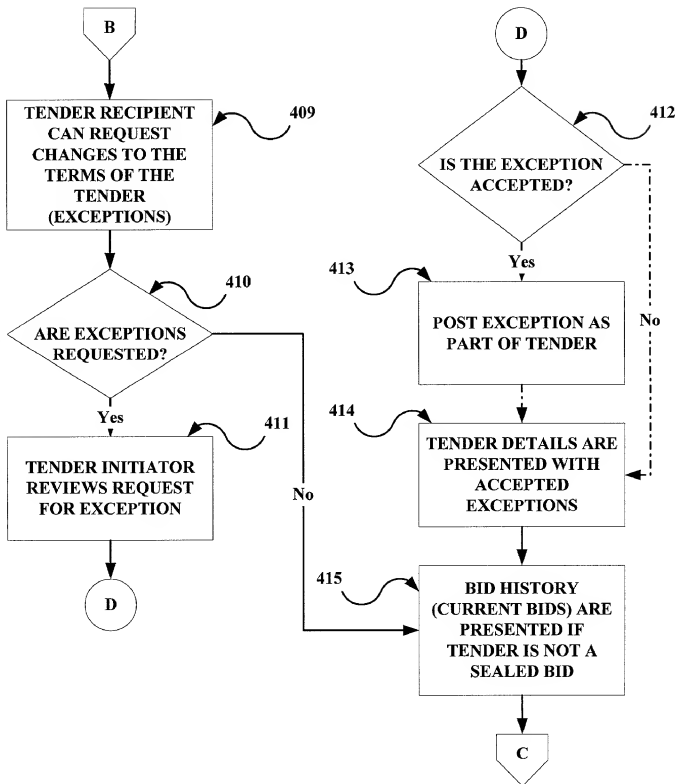 B
TENDER RECIPIENT
CAN REQUEST
CHANGES TO THE
TERMS OF THE
TENDER
(EXCEPTIONS)
409
410
ARE EXCEPTIONS
REQUESTED?
Yes
No
411
TENDER INITIATOR
REVIEWS REQUEST
FOR EXCEPTION
D
D
412
IS THE EXCEPTION
ACCEPTED?
Yes
No
413
POST EXCEPTION AS
PART OF TENDER
414
TENDER DETAILS ARE
PRESENTED WITH
ACCEPTED
EXCEPTIONS
415
BID HISTORY
(CURRENT BIDS) ARE
PRESENTED IF
TENDER IS NOT A
SEALED BID
C